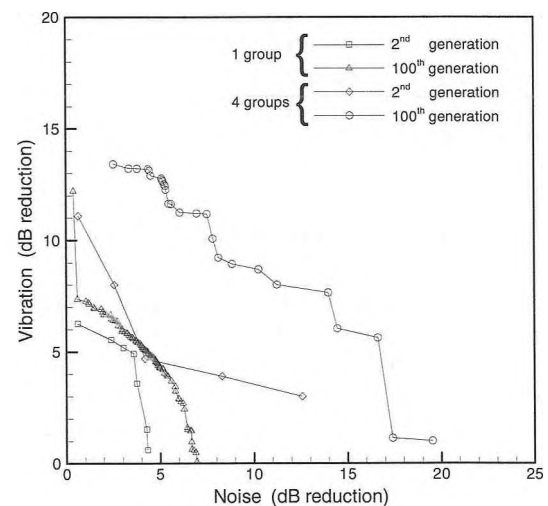 1 group { 2nd generation
100th generation
4 groups { 2nd generation
100th generation
20
15
10
5
0
Vibration (dB reduction)
0 5 10 15 20 25
Noise (dB reduction)